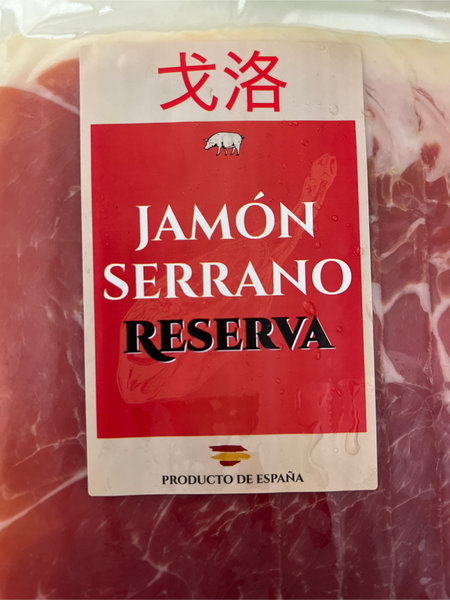 戈洛
JAMÓN
SERRANO
RESERVA
PRODUCTO DE ESPAÑA